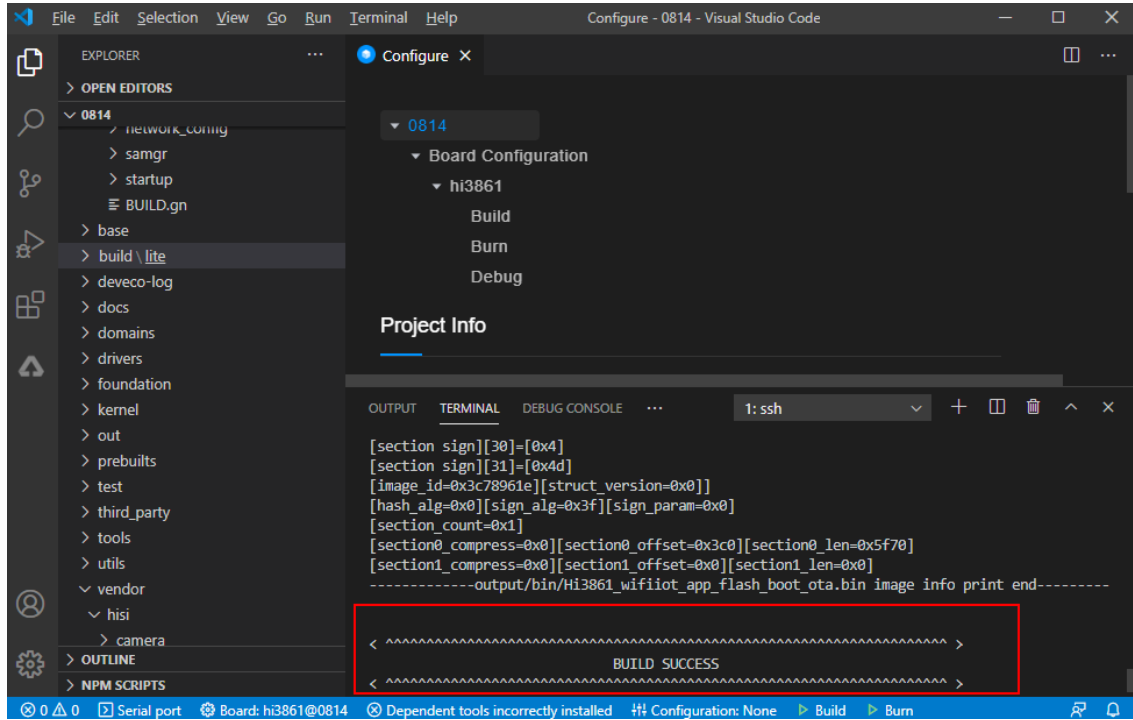 File Edit Selection View Go Run Terminal Help Configure - 0814 - Visual Studio Code
EXPLORER
OPEN EDITORS
0814
network_config
samgr
startup
BUILD.gn
base
build \ lite
deveco-log
docs
domains
drivers
foundation
kernel
out
prebuilts
test
third_party
tools
utils
vendor
hisi
camera
OUTLINE
NPM SCRIPTS
Configure
0814
Board Configuration
hi3861
Build
Burn
Debug
Project Info
OUTPUT TERMINAL DEBUG CONSOLE ··· 1: ssh
[section sign][30]=[0x4]
[section sign][31]=[0x4d]
[image_id=0x3c78961e][struct_version=0x0]]
[hash_alg=0x0][sign_alg=0x3f][sign_param=0x0]
[section_count=0x1]
[section0_compress=0x0][section0_offset=0x3c0][section0_len=0x5f70]
[section1_compress=0x0][section1_offset=0x0][section1_len=0x0]
-------------output/bin/Hi3861_wifiiot_app_flash_boot_ota.bin image info print end---------
< ^^^^^^^^^^^^^^^^^^^^^^^^^^^^^^^^^^^^^^^^^^^^^^^^^^^^^^^^^^^^^^^^^^^^^^ >
BUILD SUCCESS
< ^^^^^^^^^^^^^^^^^^^^^^^^^^^^^^^^^^^^^^^^^^^^^^^^^^^^^^^^^^^^^^^^^^^^^^ >
0 0 Serial port Board: hi3861@0814 Dependent tools incorrectly installed Configuration: None Build Burn